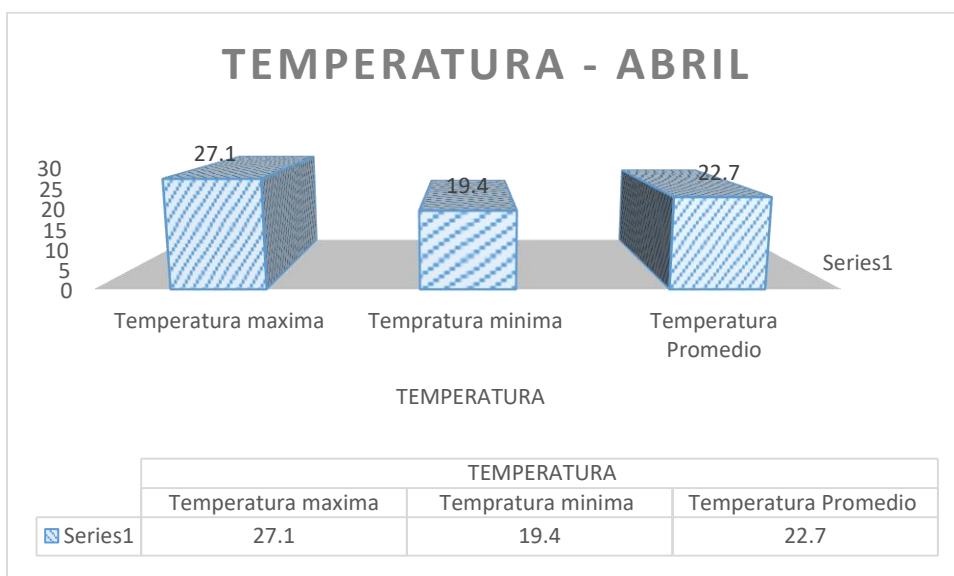 TEMPERATURA - ABRIL
27.1
19.4
22.7
30
25
20
15
10
5
0
Series1
Temperatura maxima
Tempratura minima
Temperatura
Promedio
TEMPERATURA
TEMPERATURA
Temperatura maxima Tempratura minima Temperatura Promedio
Series1 27.1 19.4 22.7